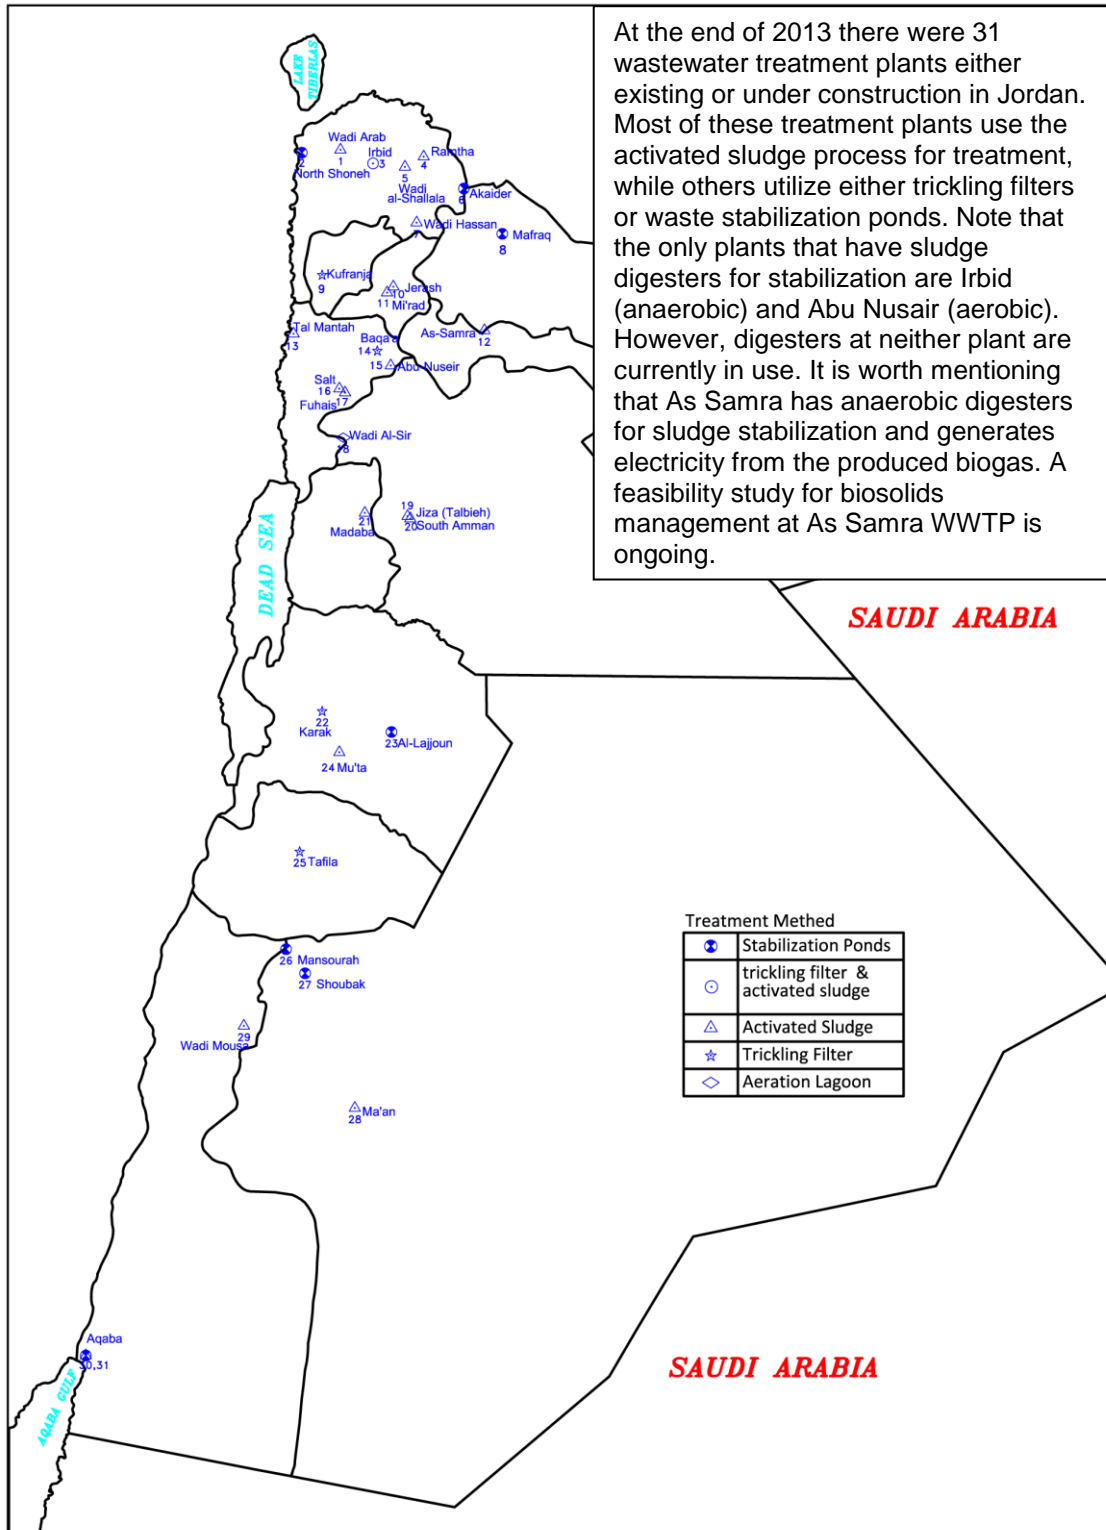 At the end of 2013 there were 31
wastewater treatment plants either
existing or under construction in Jordan.
Most of these treatment plants use the
activated sludge process for treatment,
while others utilize either trickling filters
or waste stabilization ponds. Note that
the only plants that have sludge
digesters for stabilization are Irbid
(anaerobic) and Abu Nusair (aerobic).
However, digesters at neither plant are
currently in use. It is worth mentioning
that As Samra has anaerobic digesters
for sludge stabilization and generates
electricity from the produced biogas. A
feasibility study for biosolids
management at As Samra WWTP is
ongoing.
LAKE
TIBERIAS
Wadi Arab
1
2
North Shoneh
Irbid
3
Ramtha
4
5
Wadi
al-Shallala
6
Akaider
Wadi Hassan
7
Mafraq
8
Kufranja
9
Jerash
10
11
Mi'rad
As-Samra
12
Tal Mantah
13
Baqa'a
14
15
Abu-Nuseir
Salt
16
17
Fuhais
Wadi Al-Sir
18
19
Jiza (Talbieh)
20
South Amman
21
Madaba
DEAD SEA
SAUDI ARABIA
22
Karak
23
Al-Lajjoun
24
Mu'ta
25
Tafila
26
Mansourah
27
Shoubak
29
Wadi Mousa
28
Ma'an
Treatment Methed
Stabilization Ponds
trickling filter &
activated sludge
Activated Sludge
Trickling Filter
Aeration Lagoon
Aqaba
30,31
AQABA GULF
SAUDI ARABIA